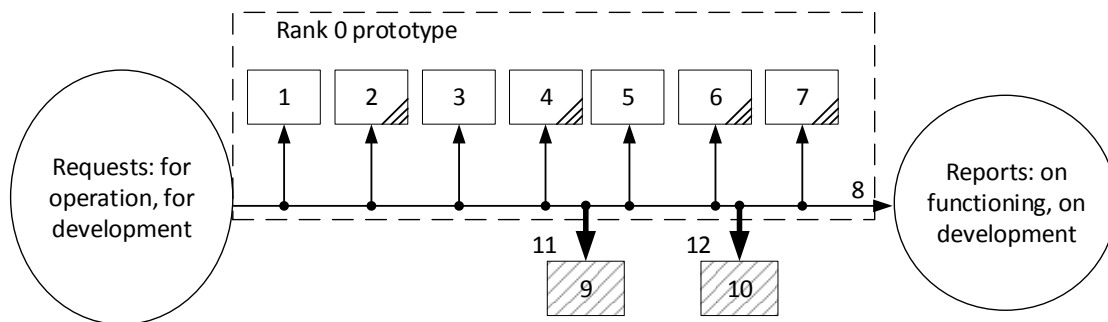 Rank 0 prototype
1
2
3
4
5
6
7
Requests: for
operation, for
development
8
Reports: on
functioning, on
development
11
12
9
10